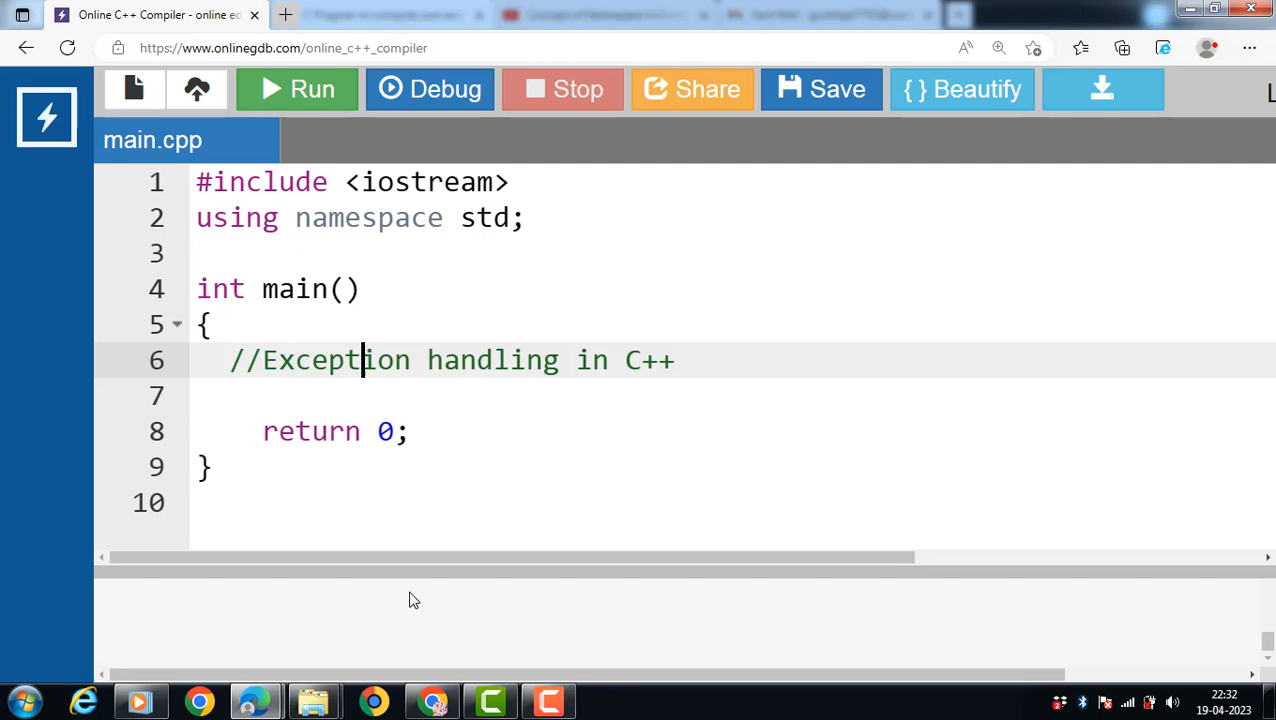 Online C++ Compiler - online ed
https://www.onlinegdb.com/online_c++_compiler
Run
Debug
Stop
Share
Save
{ } Beautify
L
main.cpp
1 #include <iostream>
2 using namespace std;
3
4 int main()
5 {
6 //Exception handling in C++
7
8 return 0;
9 }
10
22:32
19-04-2023